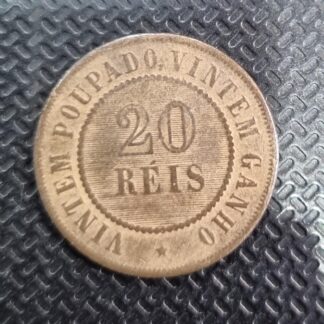 VINTEM POUPADO, VINTEM GANHO
20
RÉIS